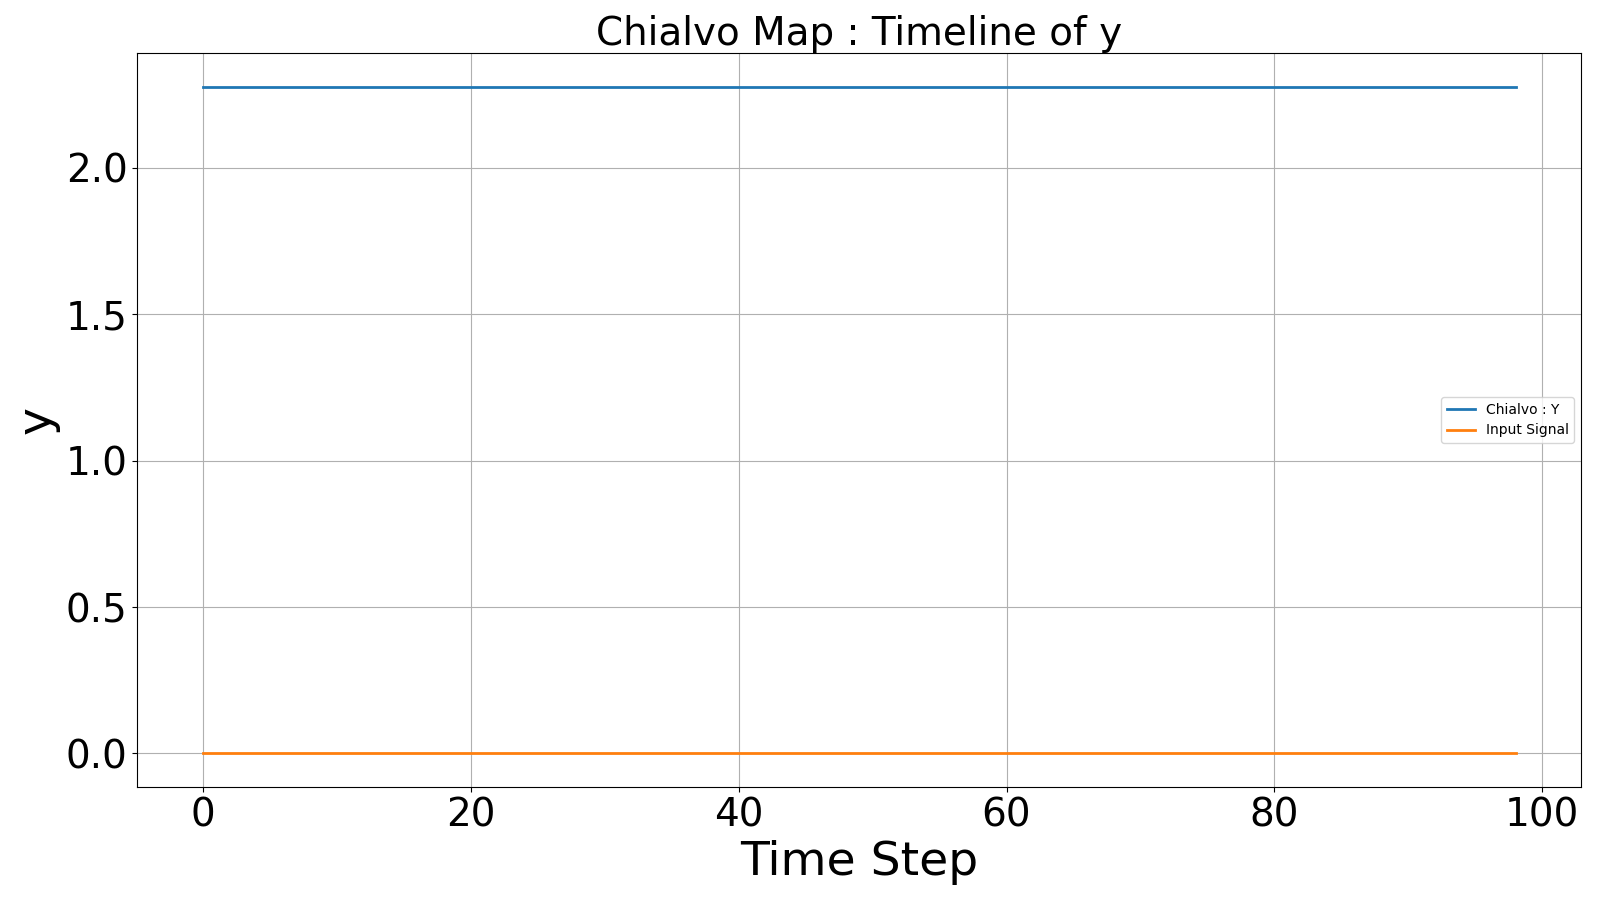 Chialvo Map : Timeline of y
2.0
1.5
1.0
0.5
0.0
y
Chialvo : Y
Input Signal
0 20 40 60 80 100
Time Step